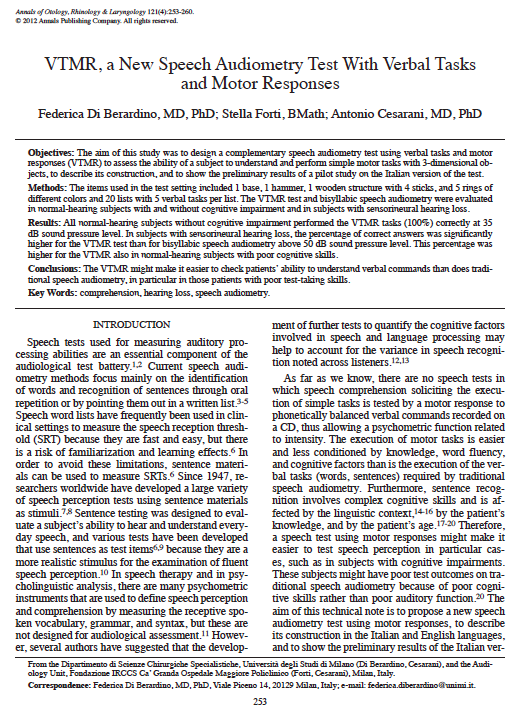 Annals of Otology, Rhinology & Laryngology 121(4):253-260.
© 2012 Annals Publishing Company. All rights reserved.
VTMR, a New Speech Audiometry Test With Verbal Tasks
and Motor Responses
Federica Di Berardino, MD, PhD; Stella Forti, BMath; Antonio Cesarani, MD, PhD
Objectives: The aim of this study was to design a complementary speech audiometry test using verbal tasks and motor
responses (VTMR) to assess the ability of a subject to understand and perform simple motor tasks with 3-dimensional ob-
jects, to describe its construction, and to show the preliminary results of a pilot study on the Italian version of the test.
Methods: The items used in the test setting included 1 base, 1 hammer, 1 wooden structure with 4 sticks, and 5 rings of
different colors and 20 lists with 5 verbal tasks per list. The VTMR test and bisyllabic speech audiometry were evaluated
in normal-hearing subjects with and without cognitive impairment and in subjects with sensorineural hearing loss.
Results: All normal-hearing subjects without cognitive impairment performed the VTMR tasks (100%) correctly at 35
dB sound pressure level. In subjects with sensorineural hearing loss, the percentage of correct answers was significantly
higher for the VTMR test than for bisyllabic speech audiometry above 50 dB sound pressure level. This percentage was
higher for the VTMR also in normal-hearing subjects with poor cognitive skills.
Conclusions: The VTMR might make it easier to check patients' ability to understand verbal commands than does tradi-
tional speech audiometry, in particular in those patients with poor test-taking skills.
Key Words: comprehension, hearing loss, speech audiometry.
INTRODUCTION
Speech tests used for measuring auditory pro-
cessing abilities are an essential component of the
audiological test battery.1,2 Current speech audi-
ometry methods focus mainly on the identification
of words and recognition of sentences through oral
repetition or by pointing them out in a written list.3-5
Speech word lists have frequently been used in clin-
ical settings to measure the speech reception thresh-
old (SRT) because they are fast and easy, but there
is a risk of familiarization and learning effects.6 In
order to avoid these limitations, sentence materi-
als can be used to measure SRTs.6 Since 1947, re-
searchers worldwide have developed a large variety
of speech perception tests using sentence materials
as stimuli.7,8 Sentence testing was designed to evalu-
ate a subject's ability to hear and understand every-
day speech, and various tests have been developed
that use sentences as test items6,9 because they are a
more realistic stimulus for the examination of fluent
speech perception.10 In speech therapy and in psy-
cholinguistic analysis, there are many psychometric
instruments that are used to define speech perception
and comprehension by measuring the receptive spo-
ken vocabulary, grammar, and syntax, but these are
not designed for audiological assessment.11 Howev-
er, several authors have suggested that the develop-
ment of further tests to quantify the cognitive factors
involved in speech and language processing may
help to account for the variance in speech recogni-
tion noted across listeners.12,13
As far as we know, there are no speech tests in
which speech comprehension soliciting the execu-
tion of simple tasks is tested by a motor response to
phonetically balanced verbal commands recorded on
a CD, thus allowing a psychometric function related
to intensity. The execution of motor tasks is easier
and less conditioned by knowledge, word fluency,
and cognitive factors than is the execution of the ver-
bal tasks (words, sentences) required by traditional
speech audiometry. Furthermore, sentence recog-
nition involves complex cognitive skills and is af-
fected by the linguistic context,14-16 by the patient's
knowledge, and by the patient's age.17-20 Therefore,
a speech test using motor responses might make it
easier to test speech perception in particular cas-
es, such as in subjects with cognitive impairments.
These subjects might have poor test outcomes on tra-
ditional speech audiometry because of poor cogni-
tive skills rather than poor auditory function.20 The
aim of this technical note is to propose a new speech
audiometry test using motor responses, to describe
its construction in the Italian and English languages,
and to show the preliminary results of the Italian ver-
From the Dipartimento di Scienze Chirurgiche Specialistiche, Università degli Studi di Milano (Di Berardino, Cesarani), and the Audi-
ology Unit, Fondazione IRCCS Ca' Granda Ospedale Maggiore Policlinico (Forti, Cesarani), Milan, Italy.
Correspondence: Federica Di Berardino, MD, PhD, Viale Piceno 14, 20129 Milan, Italy; e-mail: federica.diberardino@unimi.it.
253